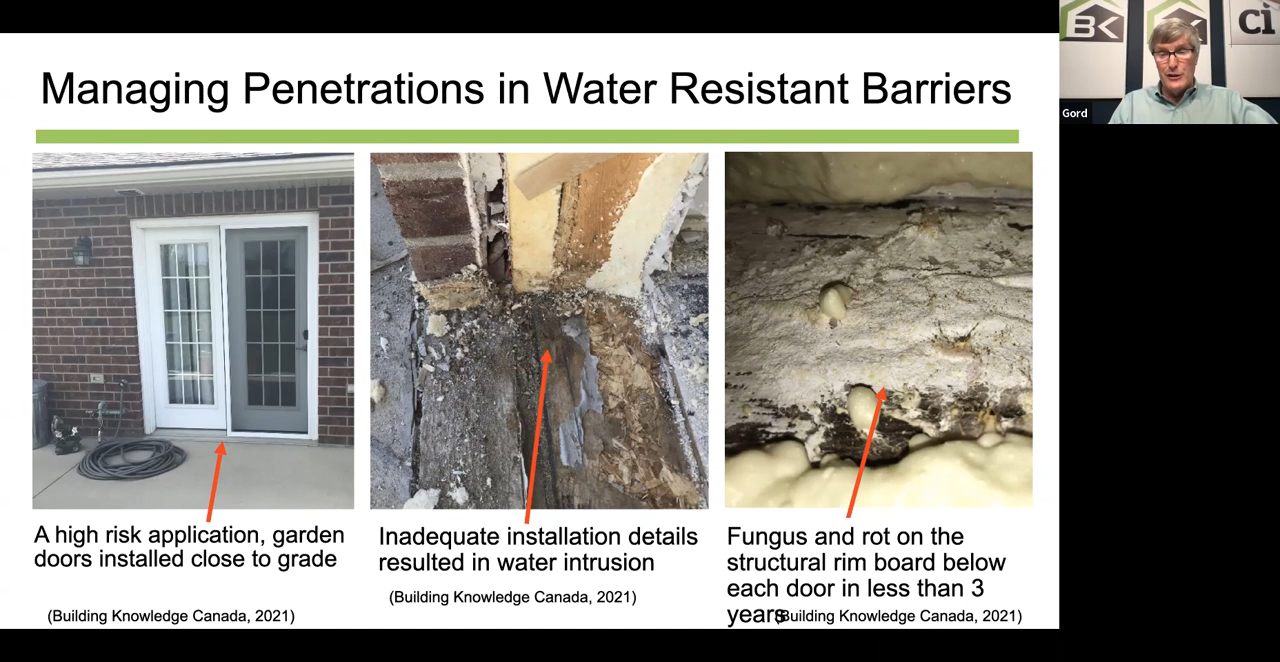 Managing Penetrations in Water Resistant Barriers
A high risk application, garden
doors installed close to grade
(Building Knowledge Canada, 2021)
Inadequate installation details
resulted in water intrusion
(Building Knowledge Canada, 2021)
Fungus and rot on the
structural rim board below
each door in less than 3
years
(Building Knowledge Canada, 2021)
BK
ci
Gord